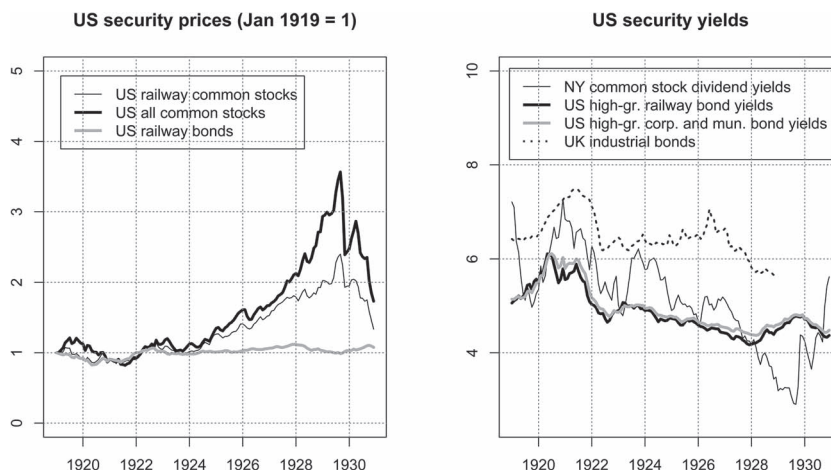 US security prices (Jan 1919 = 1)
5
4
3
2
1
0
US railway common stocks
US all common stocks
US railway bonds
1920 1922 1924 1926 1928 1930
US security yields
10
8
6
4
NY common stock dividend yields
US high-gr. railway bond yields
US high-gr. corp. and mun. bond yields
UK industrial bonds
1920 1922 1924 1926 1928 1930